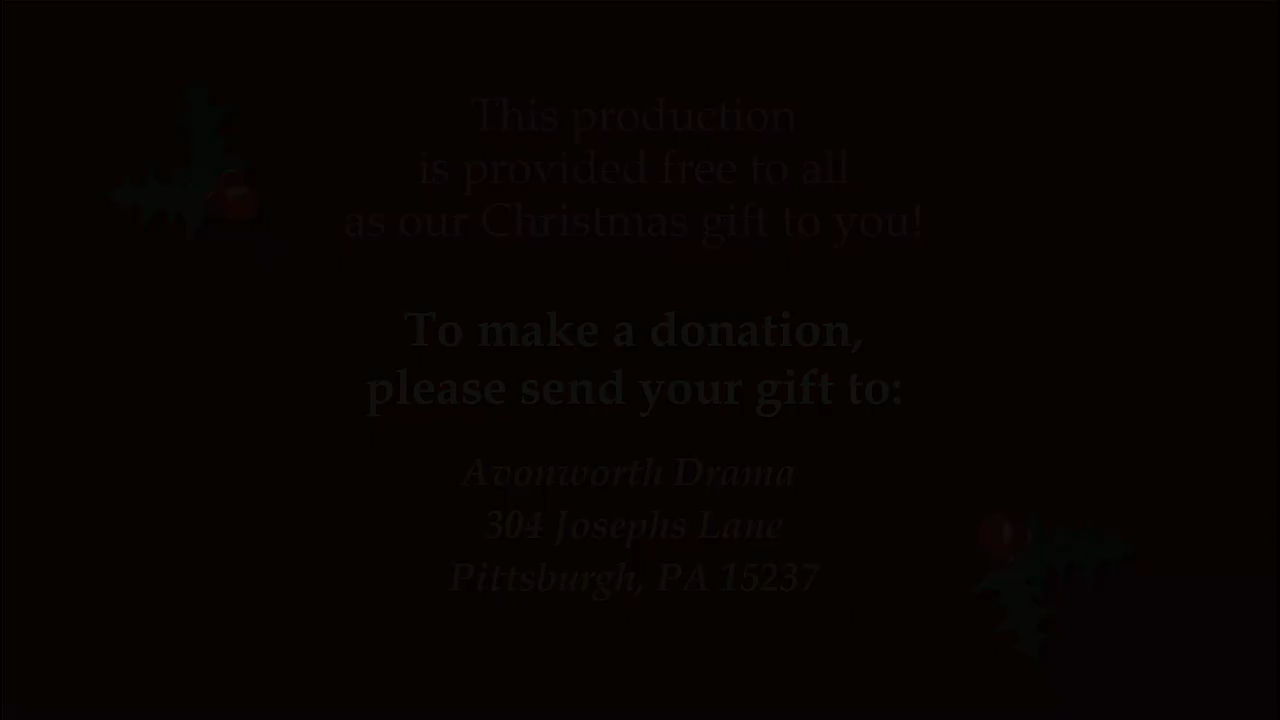 This production
is provided free to all
as our Christmas gift to you!
To make a donation,
please send your gift to:
Avonworth Drama
304 Josephs Lane
Pittsburgh, PA 15237